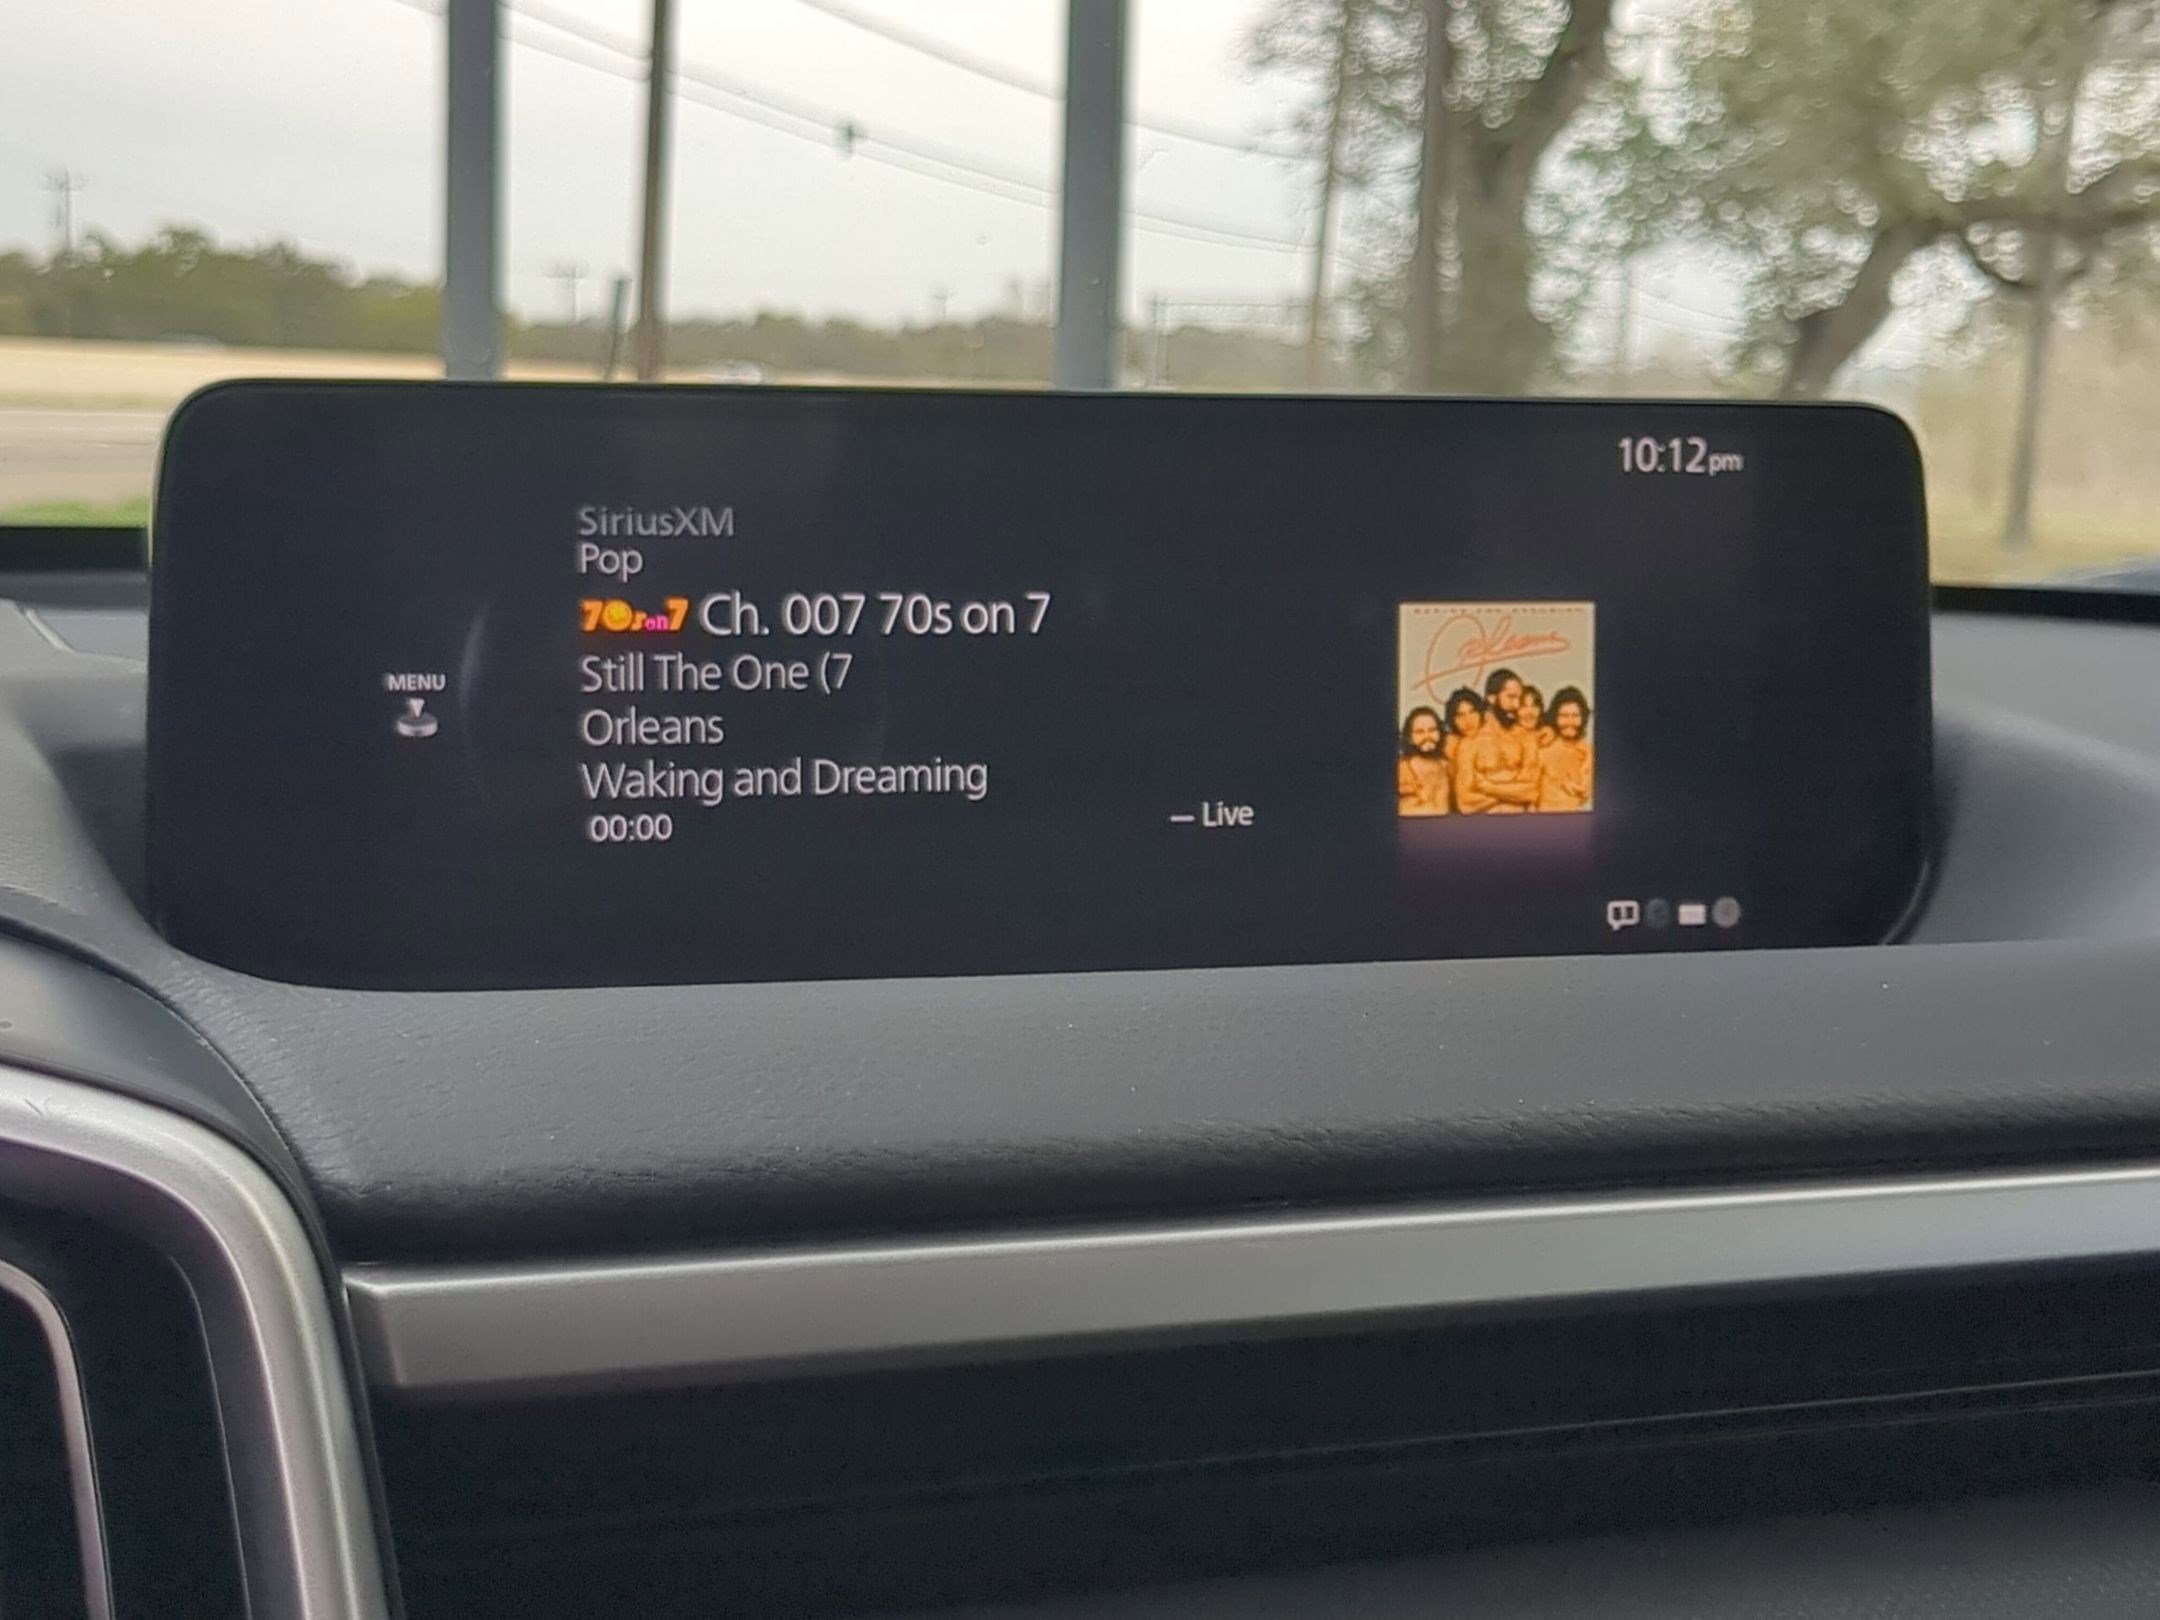 10:12pm
SiriusXM
Pop
70s on 7 Ch. 007 70s on 7
Still The One (7
Orleans
Waking and Dreaming
00:00
– Live
MENU
Orleans